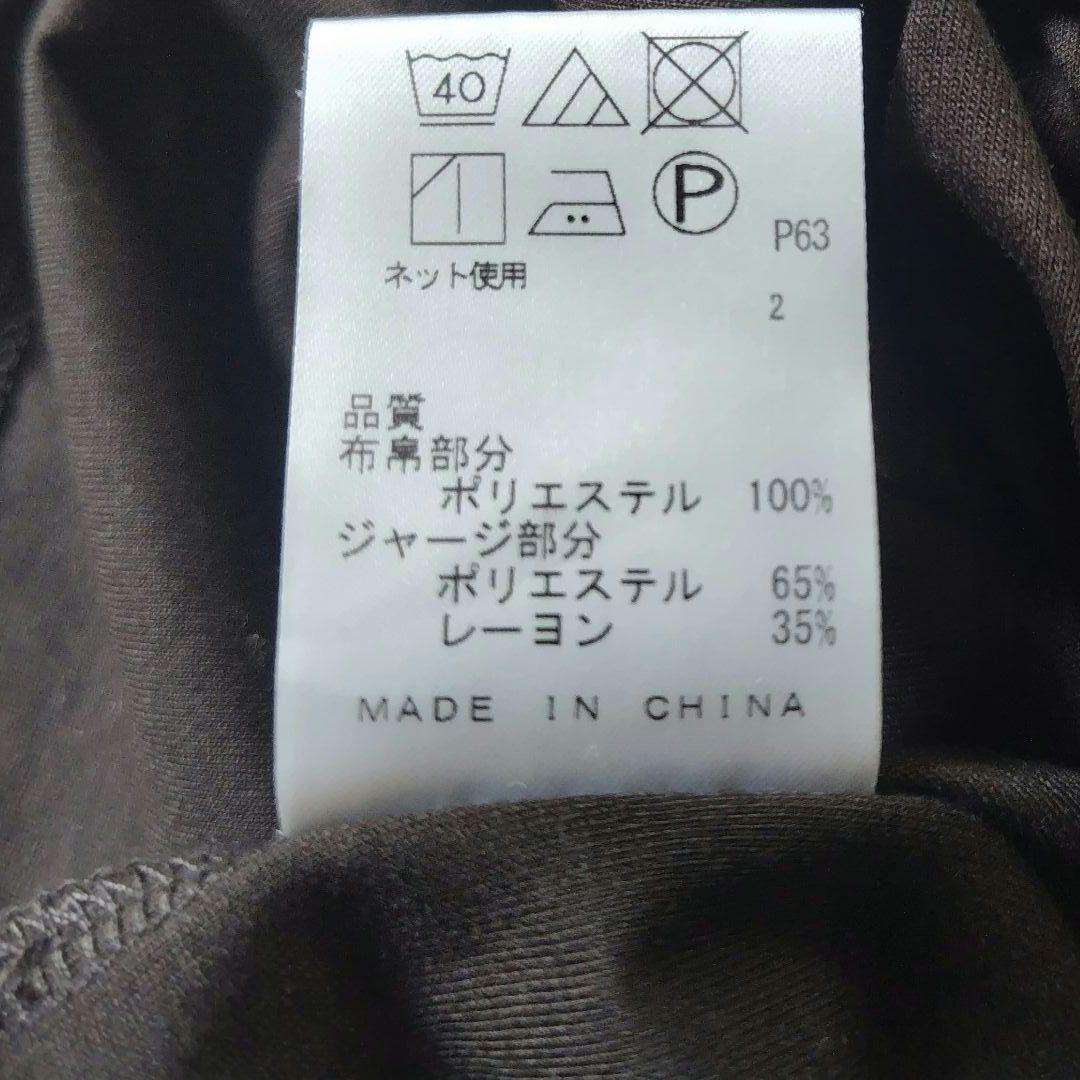 40
P
P63
ネット使用
2
品質
布帛部分
ポリエステル 100%
ジャージ部分
ポリエステル 65%
レーヨン 35%
MADE IN CHINA